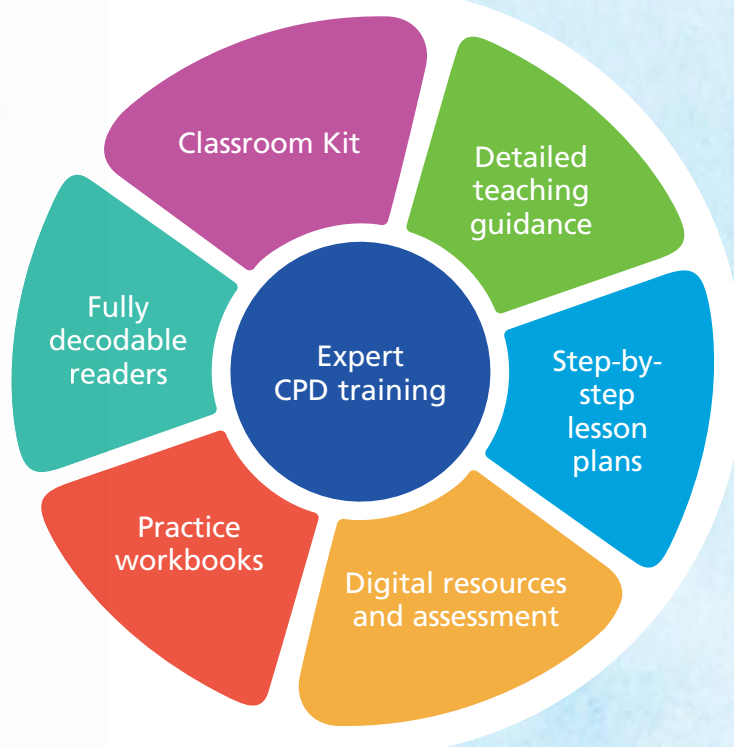 Classroom Kit
Detailed
teaching
guidance
Step-by-
step
lesson
plans
Digital resources
and assessment
Practice
workbooks
Fully
decodable
readers
Expert
CPD training